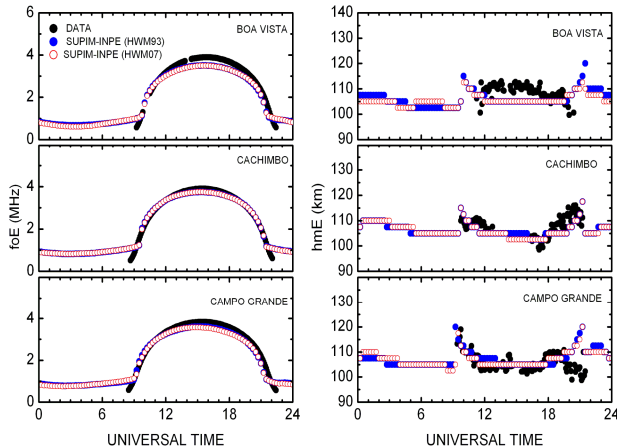 DATA
SUPIM-INPE (HWM93)
SUPIM-INPE (HWM07)
BOA VISTA
6
4
2
0
CACHIMBO
4
2
0
CAMPO GRANDE
4
2
0
0 6 12 18 24
foE (MHz)
UNIVERSAL TIME
BOA VISTA
130
120
110
100
90
CACHIMBO
130
120
110
100
90
CAMPO GRANDE
130
120
110
100
90
0 6 12 18 24
hmE (km)
UNIVERSAL TIME